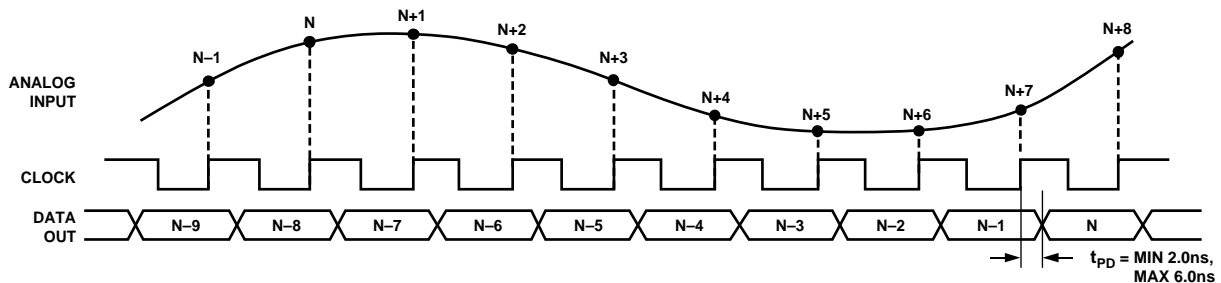 N–1
N
N+1
N+2
N+3
N+4
N+5
N+6
N+7
N+8
ANALOG
INPUT
CLOCK
DATA
OUT
N–9
N–8
N–7
N–6
N–5
N–4
N–3
N–2
N–1
N
tPD = MIN 2.0ns,
MAX 6.0ns